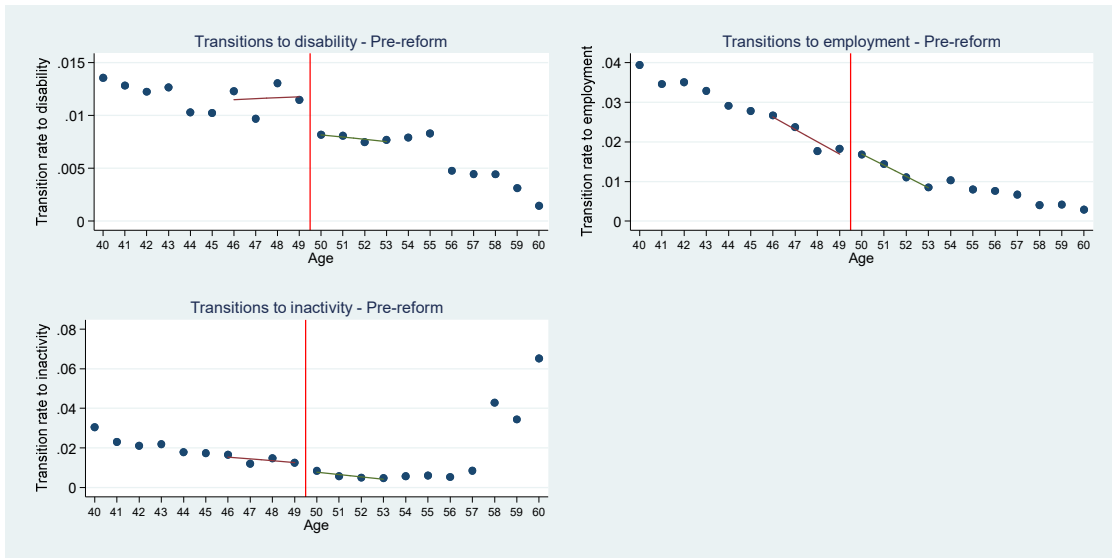 Transitions to disability - Pre-reform
Transition rate to disability
.015
.01
.005
0
40 41 42 43 44 45 46 47 48 49 50 51 52 53 54 55 56 57 58 59 60
Age
Transitions to employment - Pre-reform
Transition rate to employment
.04
.03
.02
.01
0
40 41 42 43 44 45 46 47 48 49 50 51 52 53 54 55 56 57 58 59 60
Age
Transitions to inactivity - Pre-reform
Transition rate to inactivity
.08
.06
.04
.02
0
40 41 42 43 44 45 46 47 48 49 50 51 52 53 54 55 56 57 58 59 60
Age